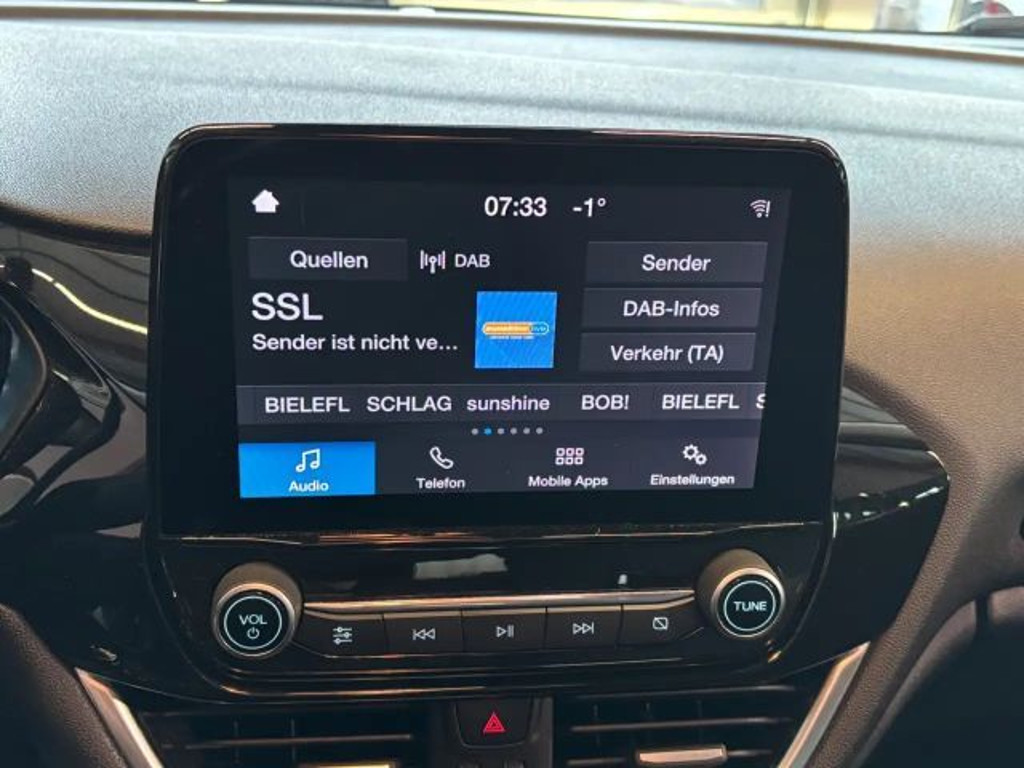 07:33 -1°
Quellen DAB Sender
SSL
DAB-Infos
Sender ist nicht ve...
Verkehr (TA)
BIELEFL SCHLAG sunshine BOB! BIELEFL S
Audio Telefon Mobile Apps Einstellungen
VOL
TUNE